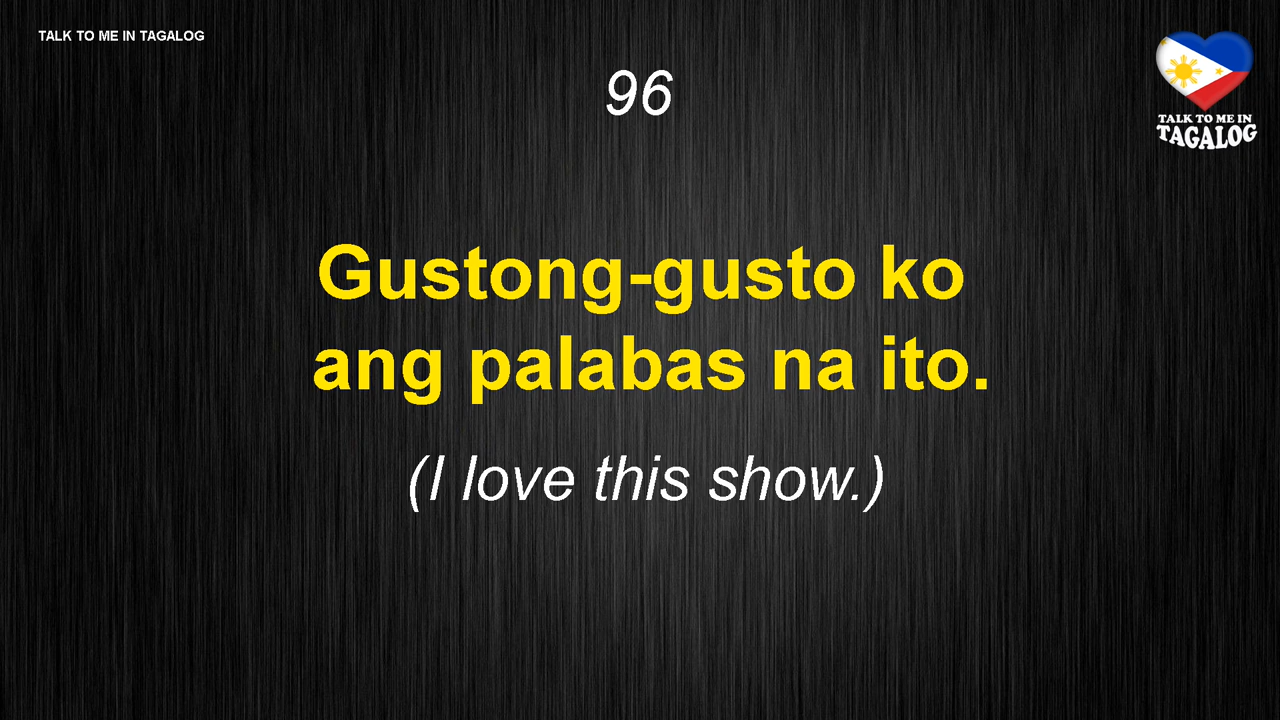 TALK TO ME IN TAGALOG
96
TALK TO ME IN
TAGALOG
Gustong-gusto ko
ang palabas na ito.
(I love this show.)